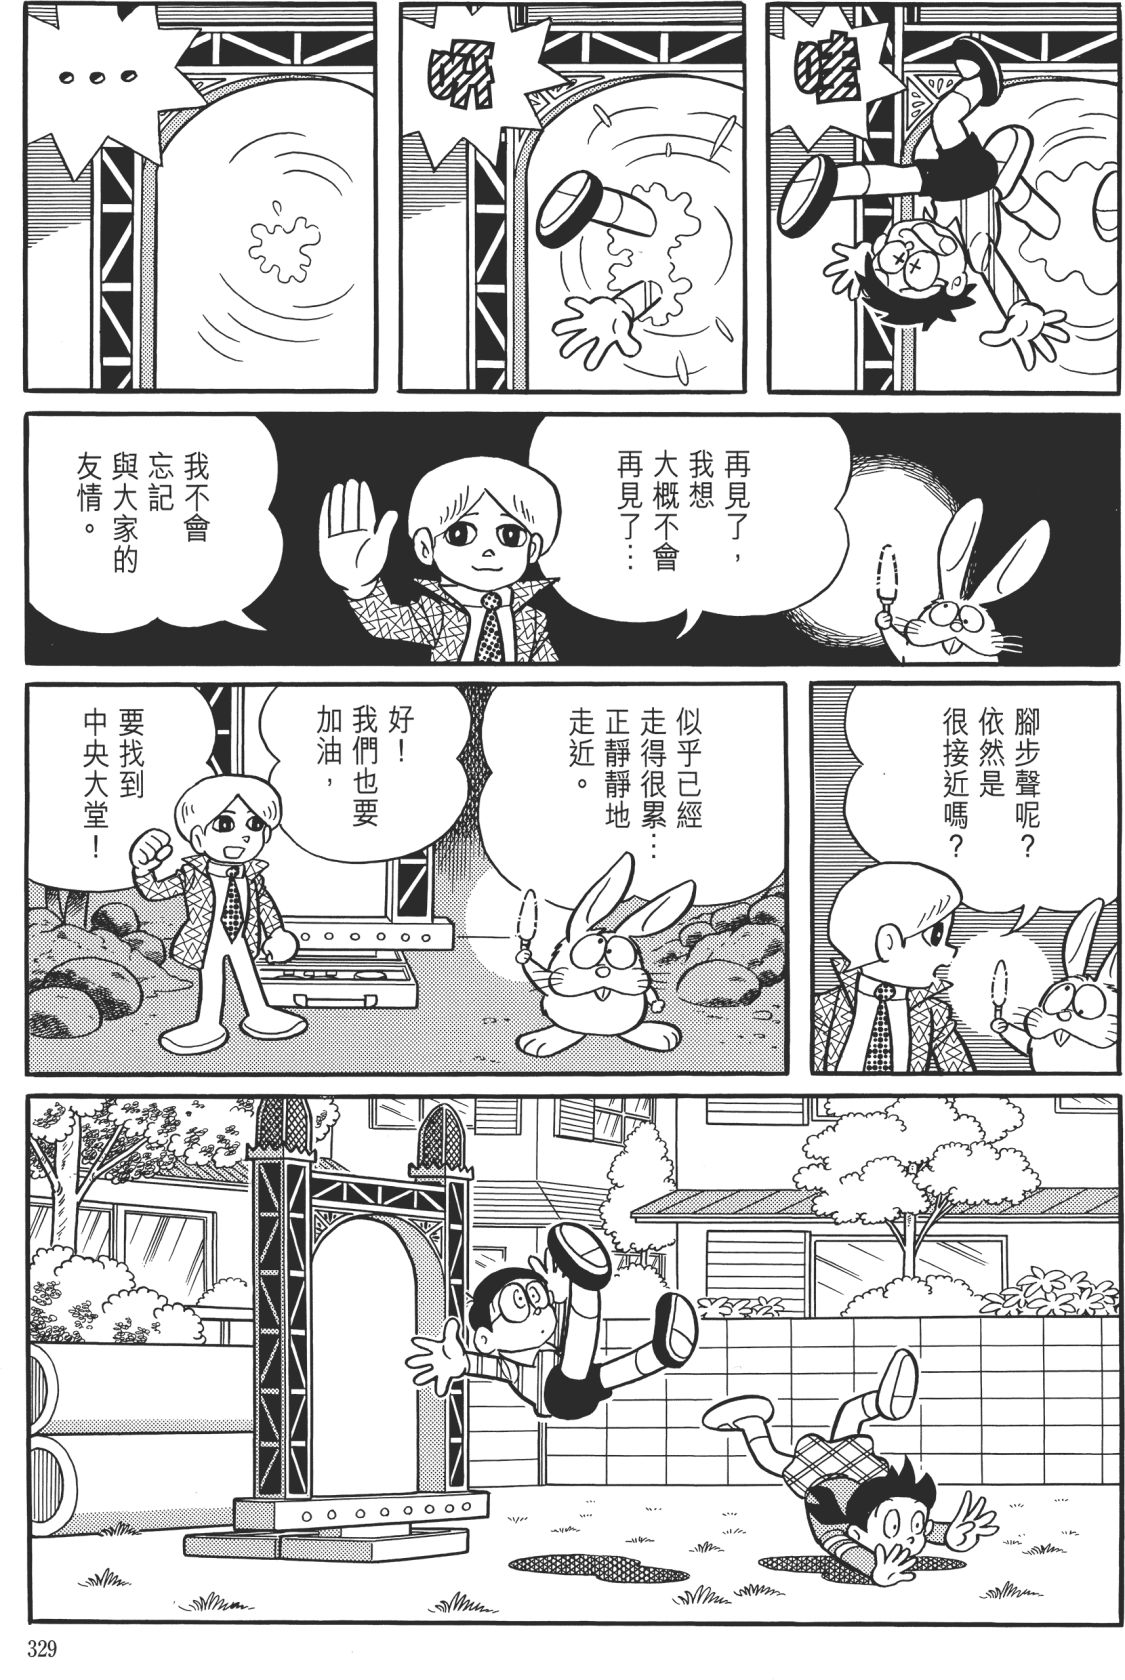 哇
咻
…
再見了，
我想
大概不會
再見了…
我不會
忘記
與大家的
友情。
腳步聲呢？
依然是
很接近嗎？
似乎已經
走得很累…
正靜靜地
走近。
好！
我們也要
加油，
要找到
中央大堂！
329